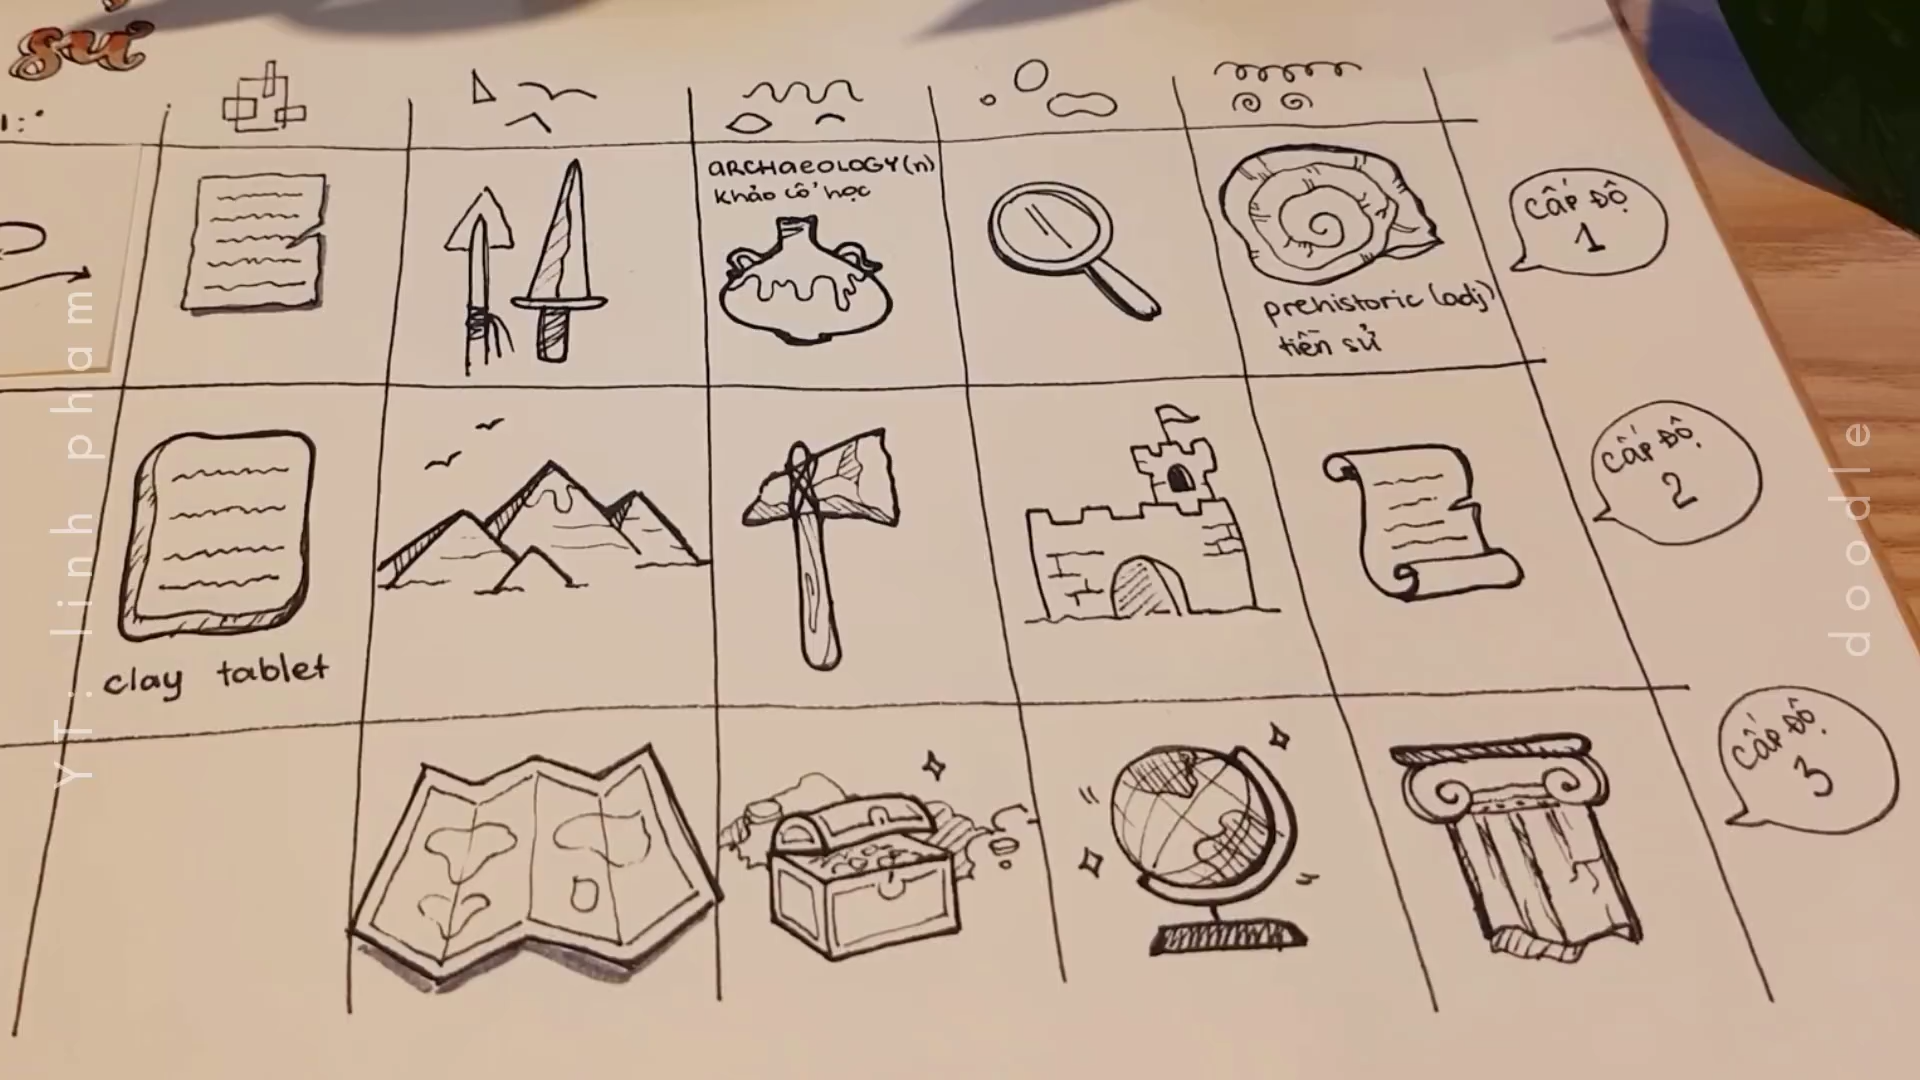 sử
ARCHAEOLOGY(n)
khảo cổ học
CẤP ĐỘ
1
prehistoric (adj)
tiền sử
CẤP ĐỘ
2
clay tablet
CẤP ĐỘ
3
YT: linh pham
doodle